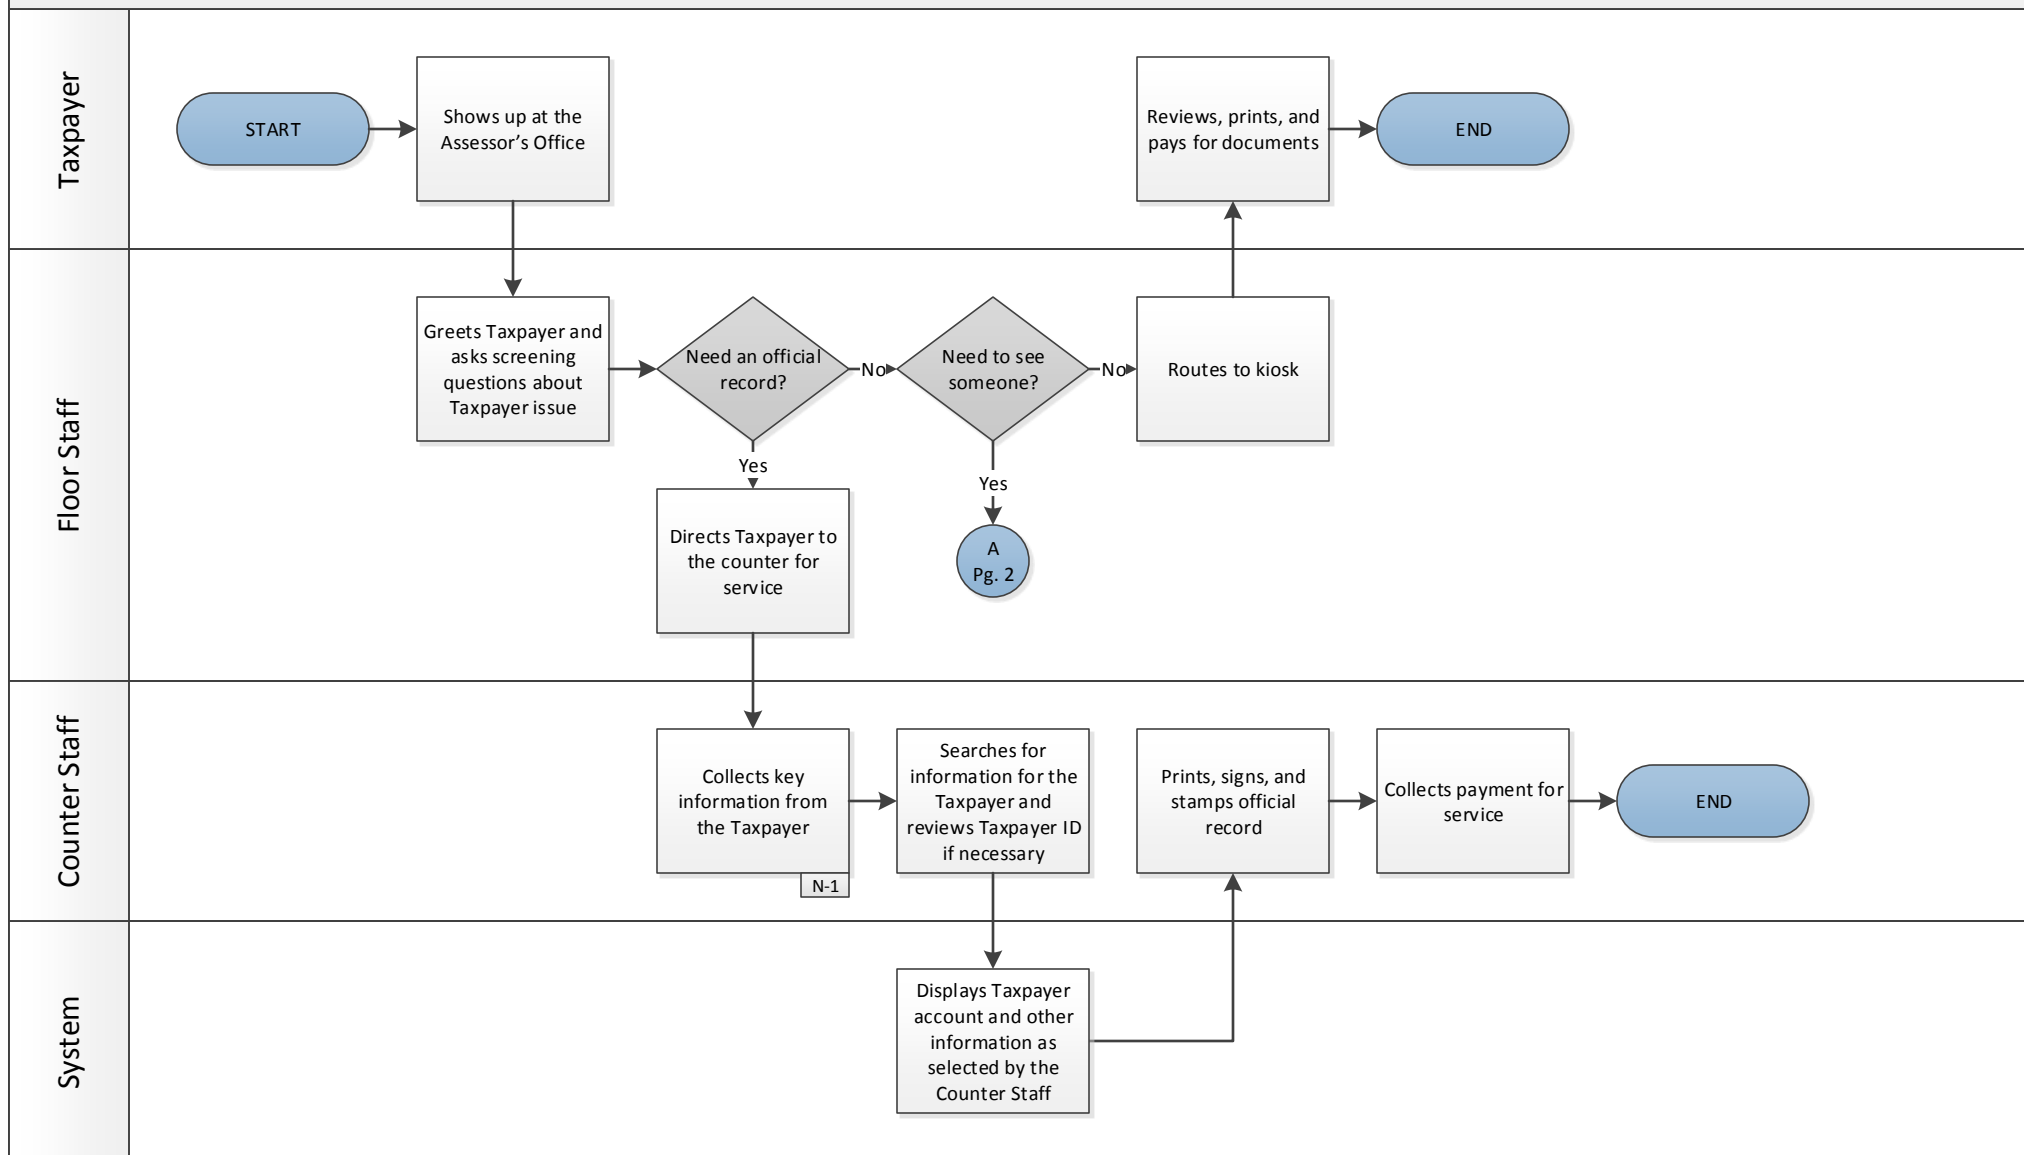 Taxpayer
START
Shows up at the
Assessor's Office
Reviews, prints, and
pays for documents
END
Floor Staff
Greets Taxpayer and
asks screening
questions about
Taxpayer issue
Need an official
record?
No
Need to see
someone?
No
Routes to kiosk
Yes
Directs Taxpayer to
the counter for
service
Yes
A
Pg. 2
Counter Staff
Collects key
information from
the Taxpayer
N-1
Searches for
information for the
Taxpayer and
reviews Taxpayer ID
if necessary
Prints, signs, and
stamps official
record
Collects payment for
service
END
System
Displays Taxpayer
account and other
information as
selected by the
Counter Staff